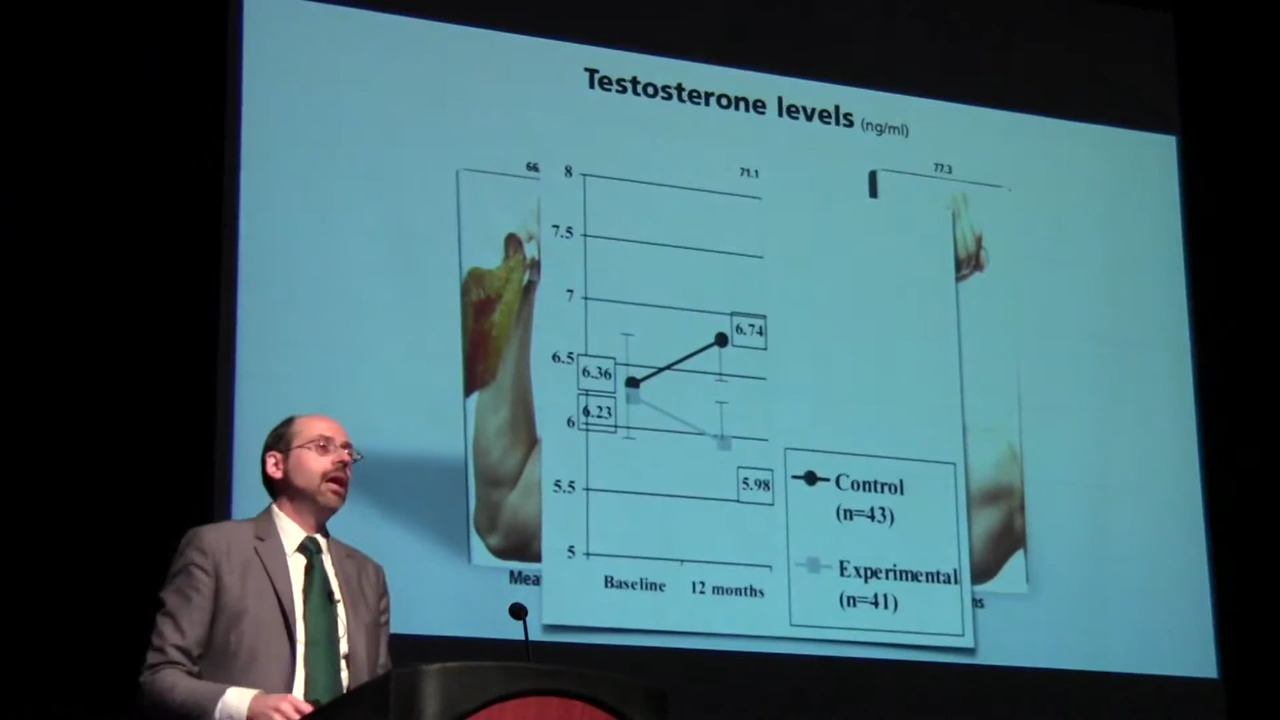 Testosterone levels (ng/ml)
66
71.1
77.3
8
7.5
7
6.5
6
5.5
5
6.74
6.36
6.23
5.98
Control
(n=43)
Experimental
(n=41)
Baseline
12 months
Mea
ns